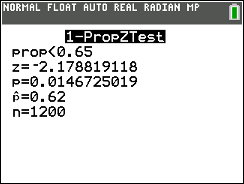 NORMAL FLOAT AUTO REAL RADIAN MP
1-PropZTest
prop<0.65
z=-2.178819118
p=0.0146725019
p̂=0.62
n=1200